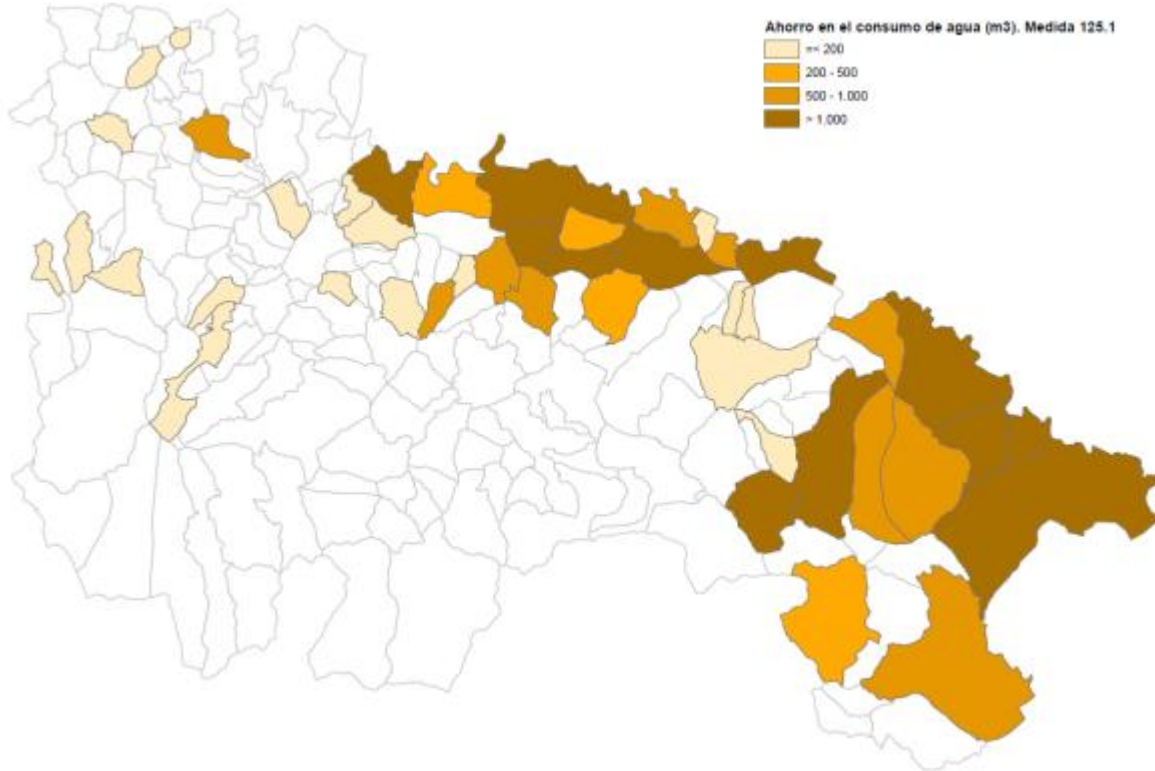 Ahorro en el consumo de agua (m3). Medida 125.1
=< 200
200 - 500
500 - 1.000
> 1.000